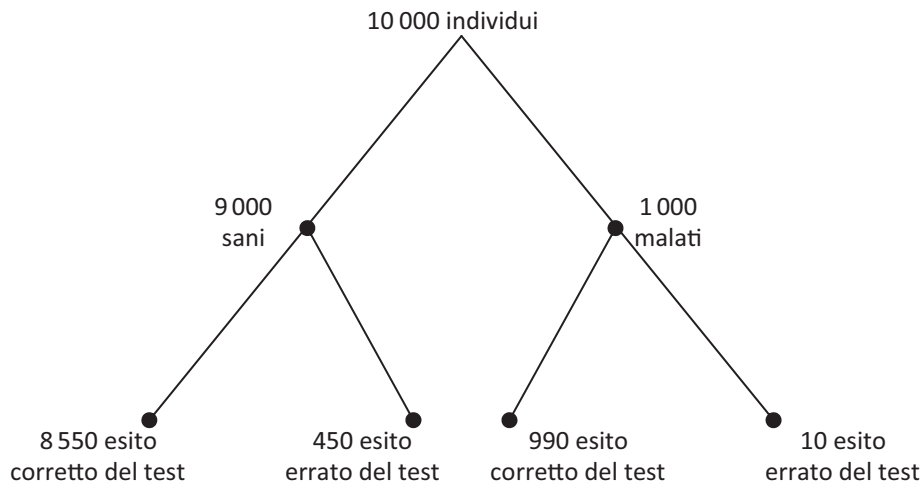 10 000 individui
9 000
sani
1 000
malati
8 550 esito
corretto del test
450 esito
errato del test
990 esito
corretto del test
10 esito
errato del test